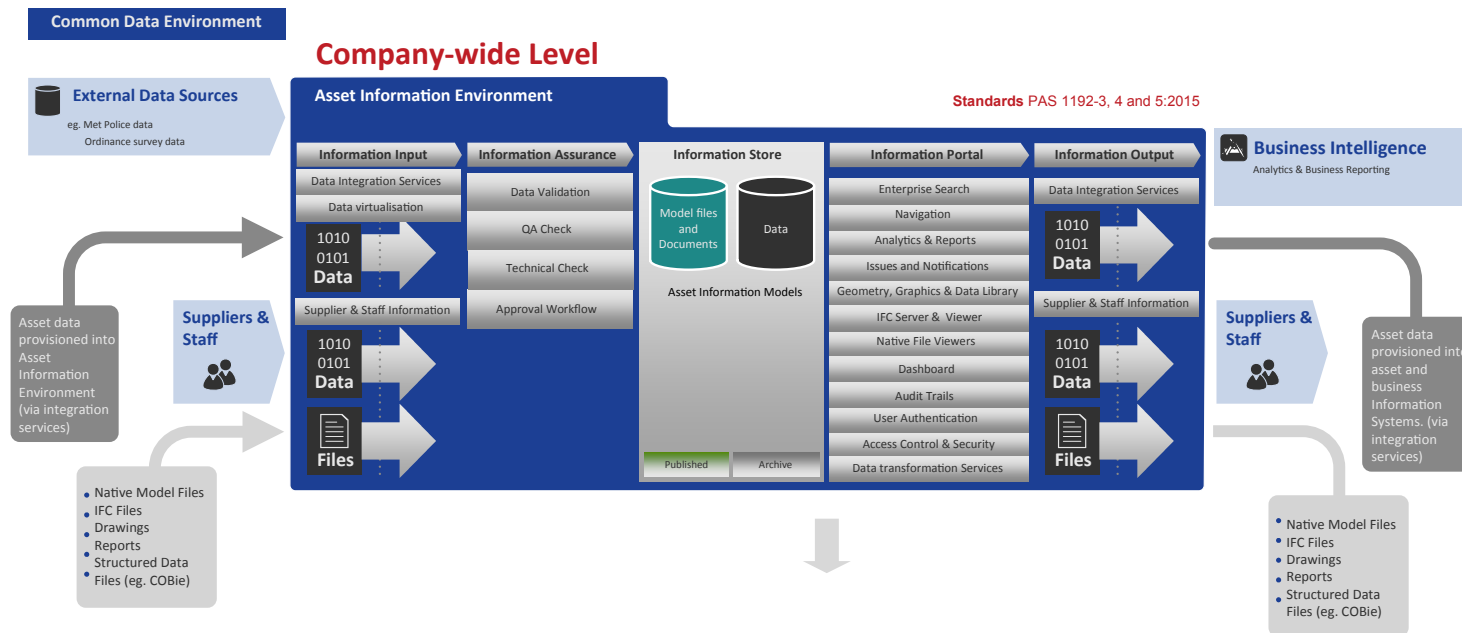 Common Data Environment
Company-wide Level
External Data Sources
eg. Met Police data
Ordinance survey data
Asset Information Environment
Standards PAS 1192-3, 4 and 5:2015
Business Intelligence
Analytics & Business Reporting
Information Input
Data Integration Services
Data virtualisation
1010
0101
Data
Supplier & Staff Information
1010
0101
Data
Files
Information Assurance
Data Validation
QA Check
Technical Check
Approval Workflow
Information Store
Model files
and
Documents
Data
Asset Information Models
Published
Archive
Information Portal
Enterprise Search
Navigation
Analytics & Reports
Issues and Notifications
Geometry, Graphics & Data Library
IFC Server & Viewer
Native File Viewers
Dashboard
Audit Trails
User Authentication
Access Control & Security
Data transformation Services
Information Output
Data Integration Services
1010
0101
Data
Supplier & Staff Information
1010
0101
Data
Files
Asset data
provisioned into
Asset
Information
Environment
(via integration
services)
Suppliers &
Staff
Native Model Files
IFC Files
Drawings
Reports
Structured Data
Files (eg. COBie)
Suppliers &
Staff
Asset data
provisioned into
asset and
business
Information
Systems. (via
integration
services)
Native Model Files
IFC Files
Drawings
Reports
Structured Data
Files (eg. COBie)